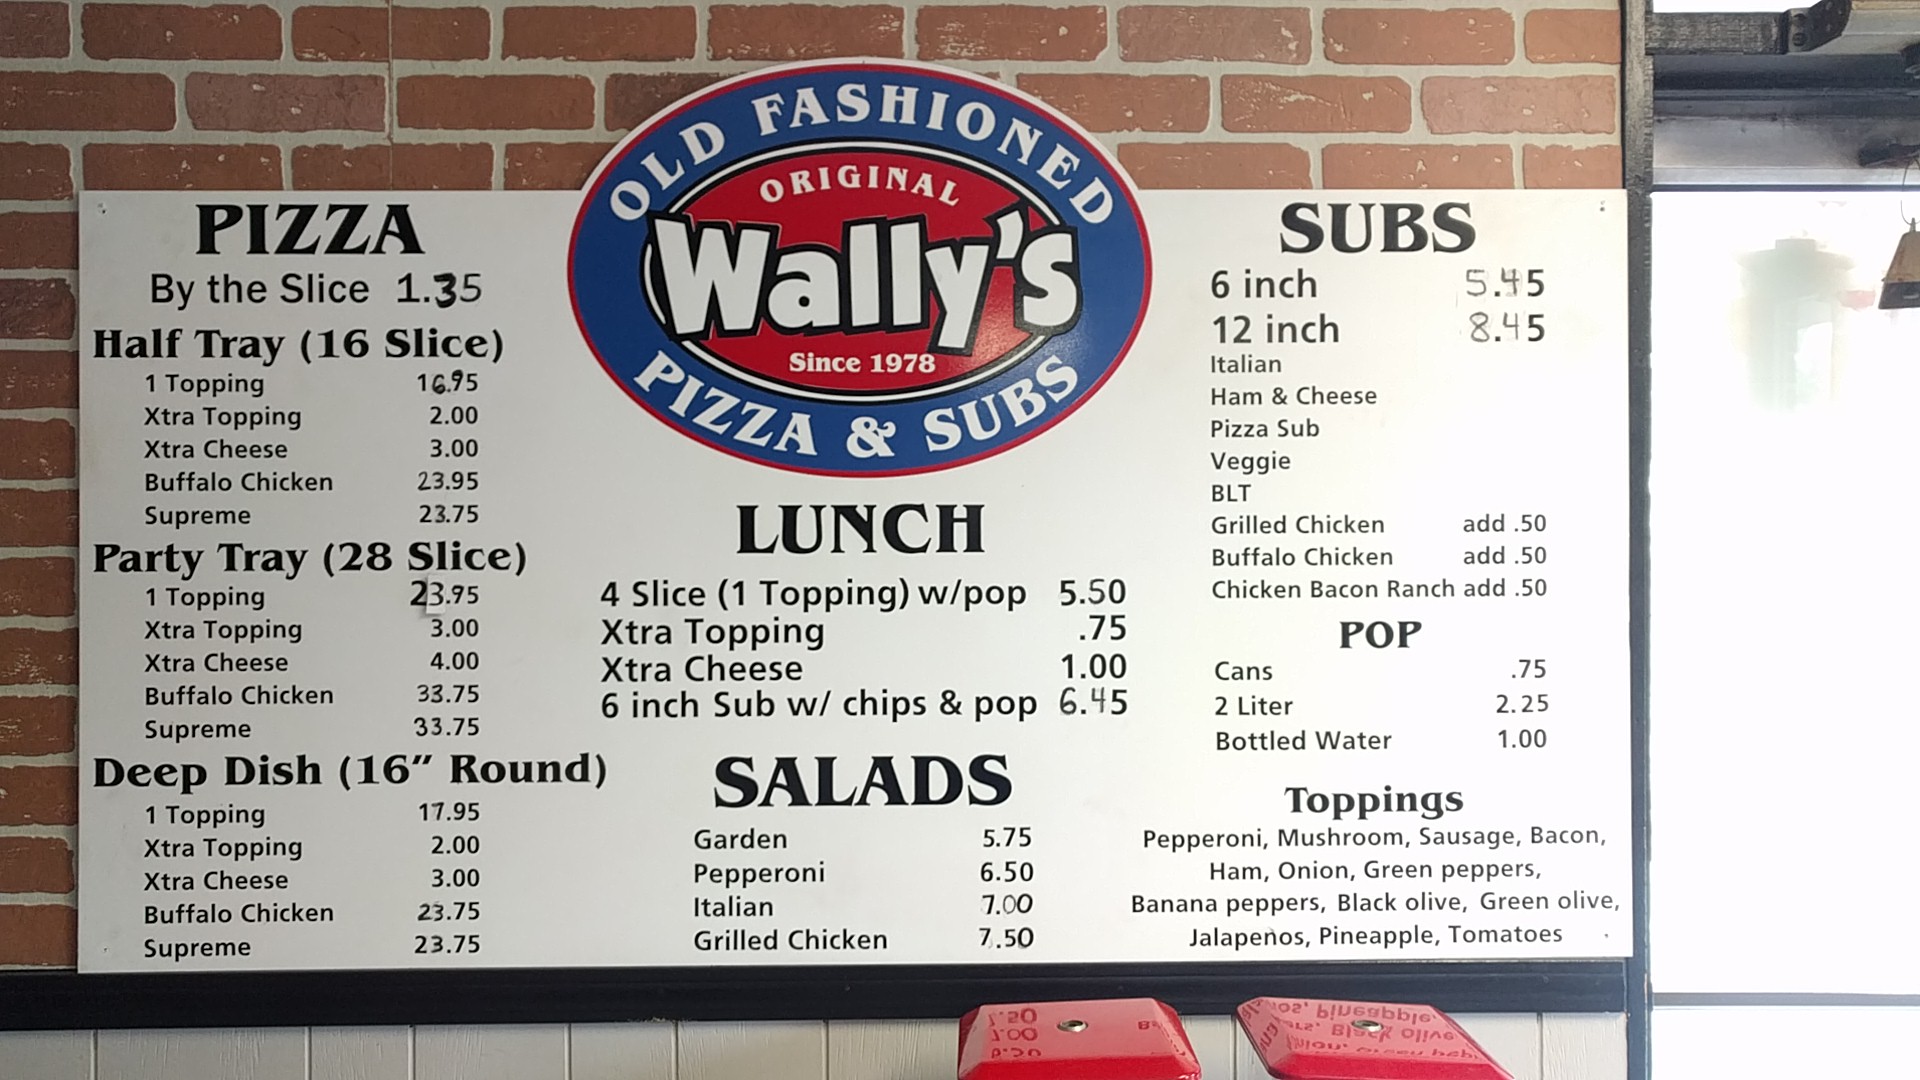 OLD FASHIONED
ORIGINAL
Wally's
Since 1978
PIZZA & SUBS
PIZZA
By the Slice 1.35
Half Tray (16 Slice)
1 Topping 16.95
Xtra Topping 2.00
Xtra Cheese 3.00
Buffalo Chicken 23.95
Supreme 23.75
Party Tray (28 Slice)
1 Topping 23.95
Xtra Topping 3.00
Xtra Cheese 4.00
Buffalo Chicken 33.75
Supreme 33.75
Deep Dish (16" Round)
1 Topping 17.95
Xtra Topping 2.00
Xtra Cheese 3.00
Buffalo Chicken 23.75
Supreme 23.75
LUNCH
4 Slice (1 Topping) w/pop 5.50
Xtra Topping .75
Xtra Cheese 1.00
6 inch Sub w/ chips & pop 6.45
SALADS
Garden 5.75
Pepperoni 6.50
Italian 7.00
Grilled Chicken 7.50
SUBS
6 inch 5.45
12 inch 8.45
Italian
Ham & Cheese
Pizza Sub
Veggie
BLT
Grilled Chicken add .50
Buffalo Chicken add .50
Chicken Bacon Ranch add .50
POP
Cans .75
2 Liter 2.25
Bottled Water 1.00
Toppings
Pepperoni, Mushroom, Sausage, Bacon,
Ham, Onion, Green peppers,
Banana peppers, Black olive, Green olive,
Jalapenos, Pineapple, Tomatoes